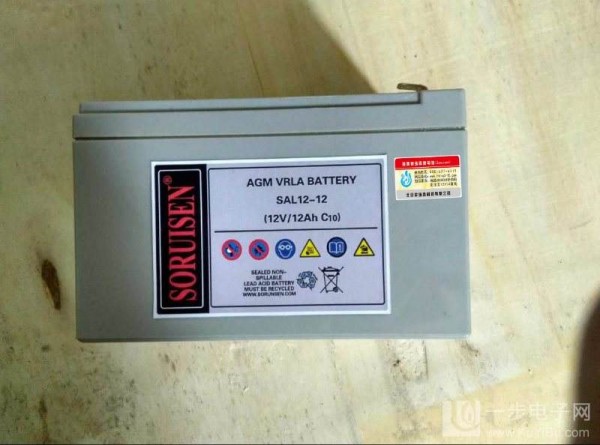 SORUISEN®
AGM VRLA BATTERY
SAL12-12
(12V/12Ah C10)
SEALED NON-
SPILLABLE
LEAD ACID BATTERY
MUST BE RECYCLED
WWW.SORUNSEN.COM
一步电子网